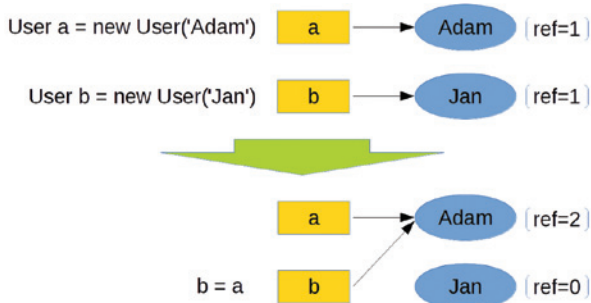 User a = new User('Adam') a Adam [ref=1]
User b = new User('Jan') b Jan [ref=1]
a Adam [ref=2]
b = a b Jan [ref=0]